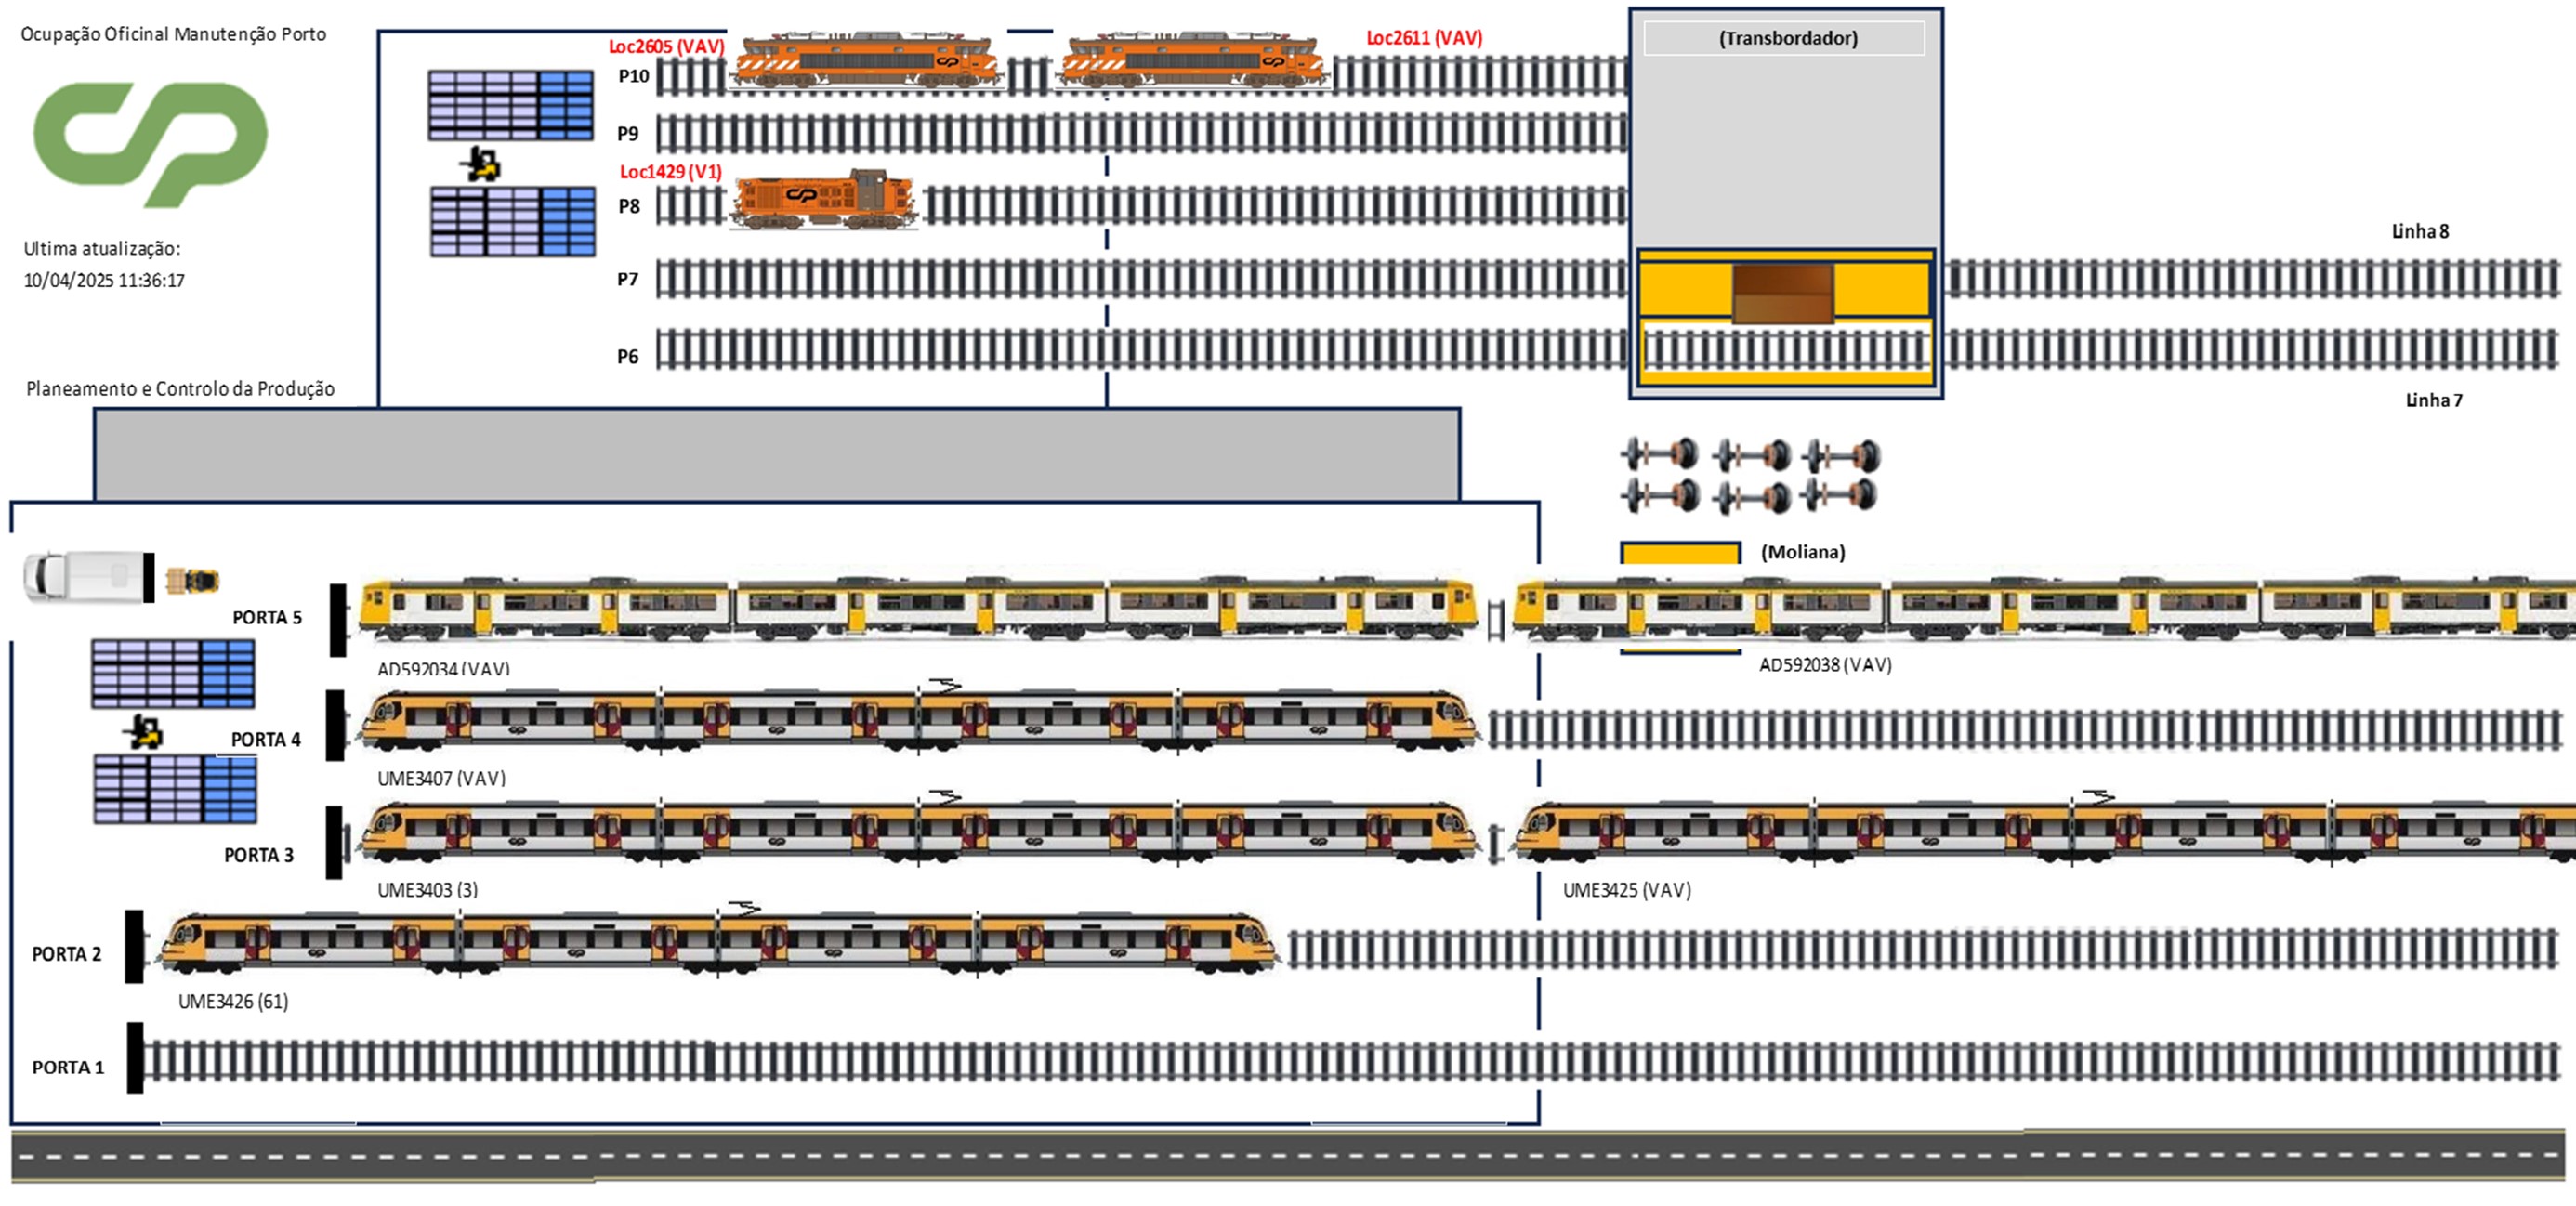 Ocupação Oficinal Manutenção Porto
Ultima atualização:
10/04/2025 11:36:17
Planeamento e Controlo da Produção
Loc2605 (VAV)
Loc2611 (VAV)
P10
P9
Loc1429 (V1)
P8
P7
P6
(Transbordador)
Linha 8
Linha 7
(Moliana)
PORTA 5
AD592034 (VAV)
AD592038 (VAV)
PORTA 4
UME3407 (VAV)
PORTA 3
UME3403 (3)
UME3425 (VAV)
PORTA 2
UME3426 (61)
PORTA 1